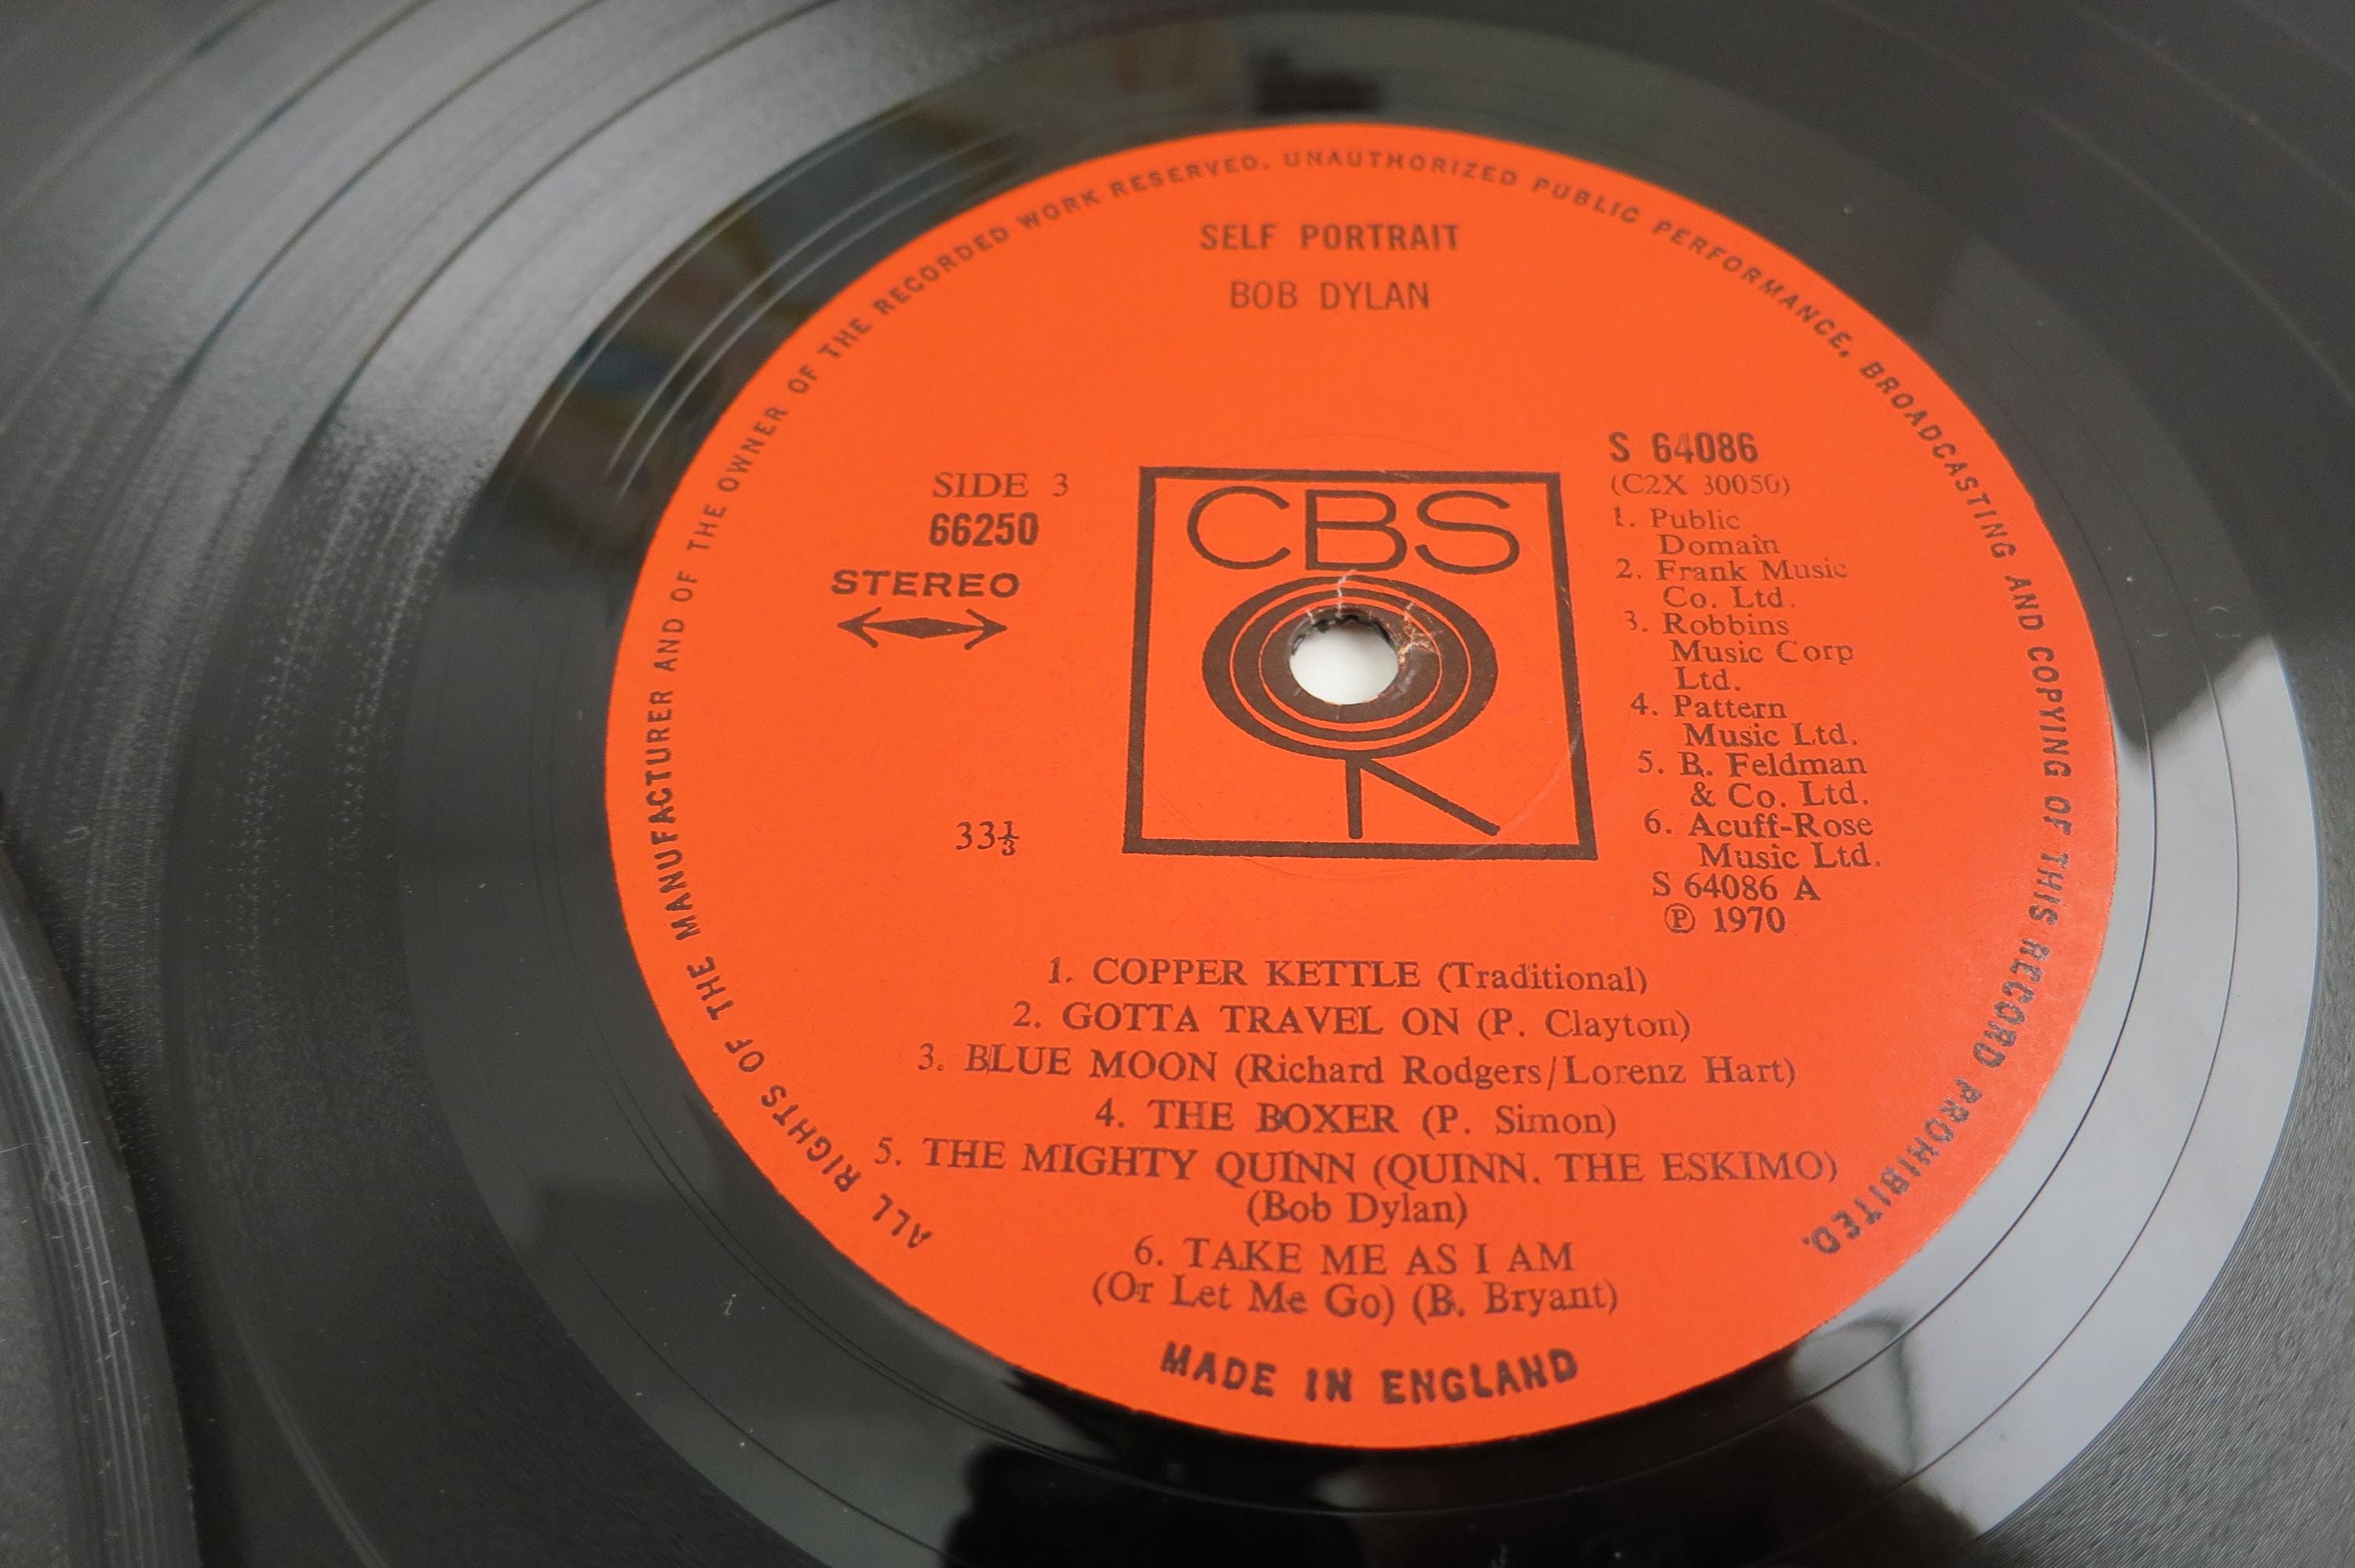 ALL RIGHTS OF THE MANUFACTURER AND OF THE OWNER OF THE RECORDED WORK RESERVED. UNAUTHORIZED PUBLIC PERFORMANCE, BROADCASTING AND COPYING OF THIS RECORD PROHIBITED.
SELF PORTRAIT
BOB DYLAN
SIDE 3
66250
STEREO
33⅓
CBS
S 64086
(C2X 30050)
1. Public
Domain
2. Frank Music
Co. Ltd.
3. Robbins
Music Corp
Ltd.
4. Pattern
Music Ltd.
5. B. Feldman
& Co. Ltd.
6. Acuff-Rose
Music Ltd.
S 64086 A
℗ 1970
1. COPPER KETTLE (Traditional)
2. GOTTA TRAVEL ON (P. Clayton)
3. BLUE MOON (Richard Rodgers/Lorenz Hart)
4. THE BOXER (P. Simon)
5. THE MIGHTY QUINN (QUINN. THE ESKIMO)
(Bob Dylan)
6. TAKE ME AS I AM
(Or Let Me Go) (B. Bryant)
MADE IN ENGLAND